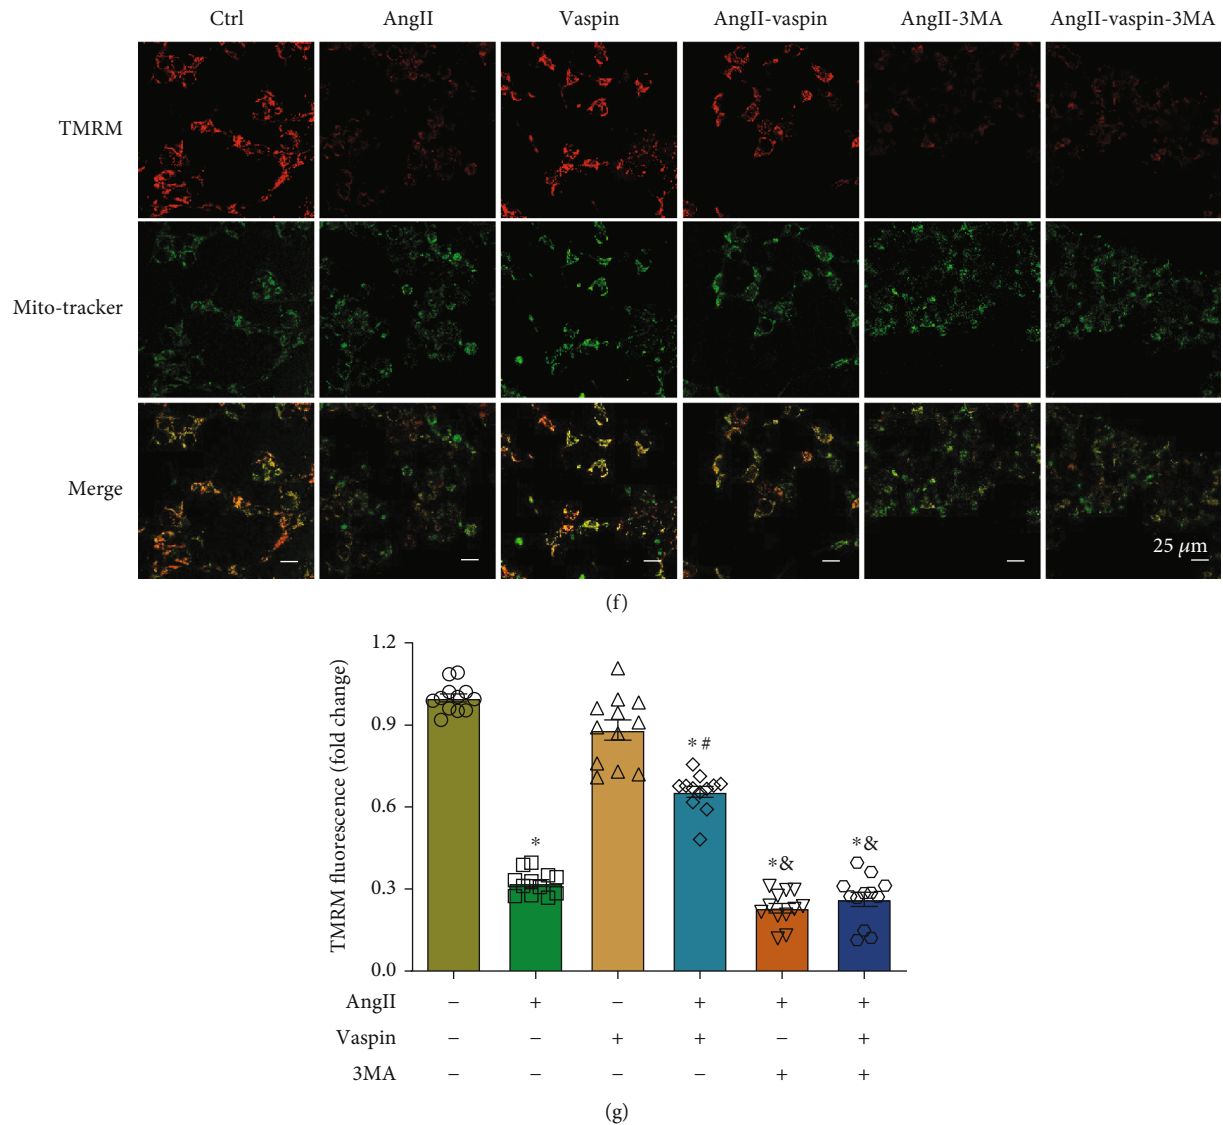 Ctrl AngII Vaspin AngII-vaspin AngII-3MA AngII-vaspin-3MA
TMRM
Mito-tracker
Merge
25 μm
(f)
TMRM fluorescence (fold change)
1.2
0.9
0.6
0.3
0.0
*
* #
*&
*&
AngII − + − + + +
Vaspin − − + + − +
3MA − − − − + +
(g)